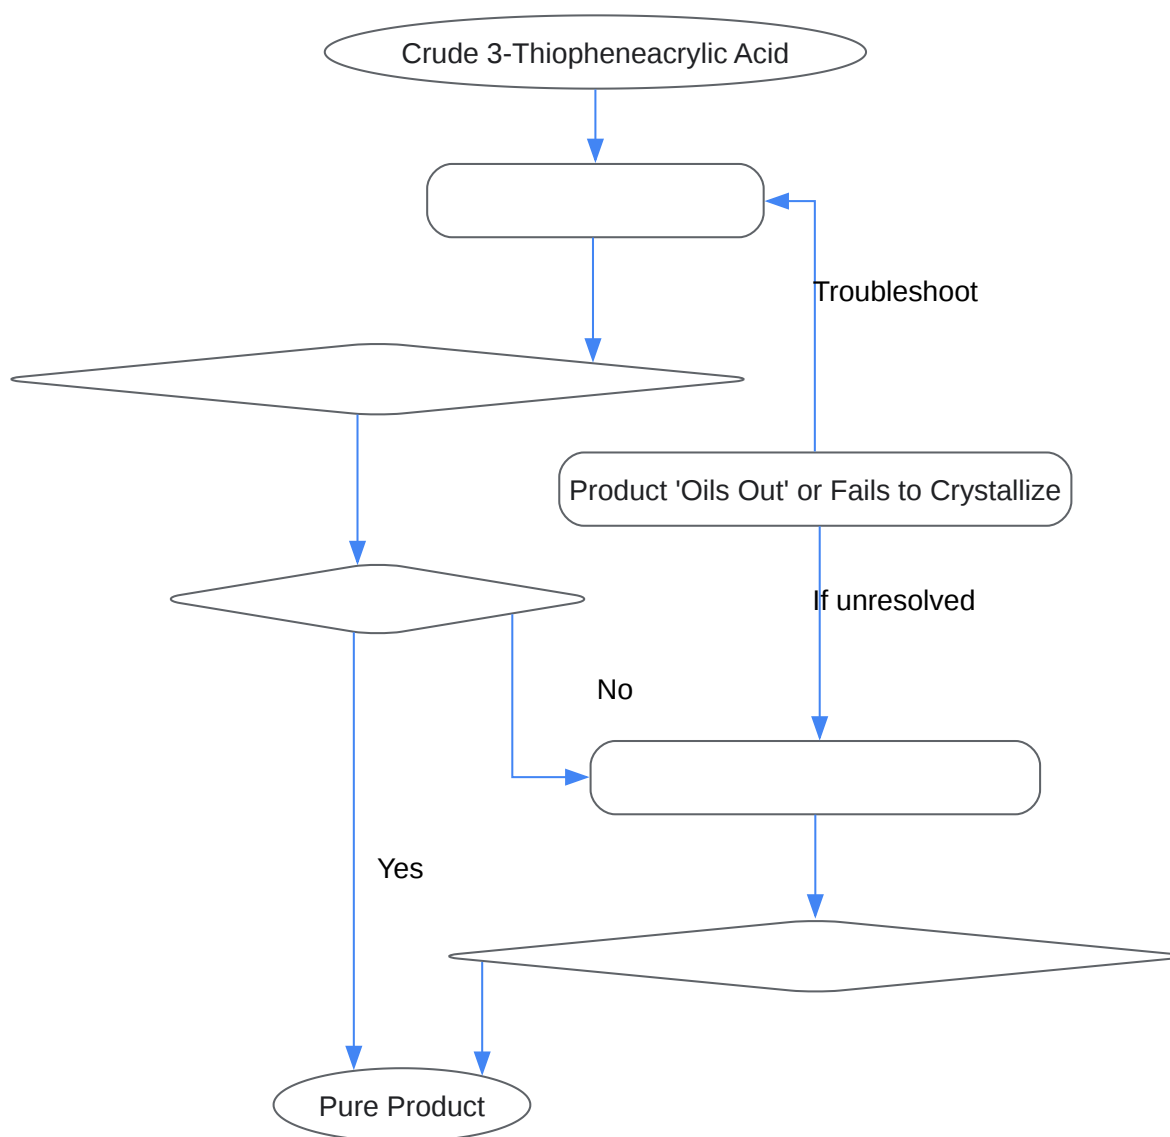 Crude 3-Thiopheneacrylic Acid
Troubleshoot
Product 'Oils Out' or Fails to Crystallize
If unresolved
No
Yes
Pure Product